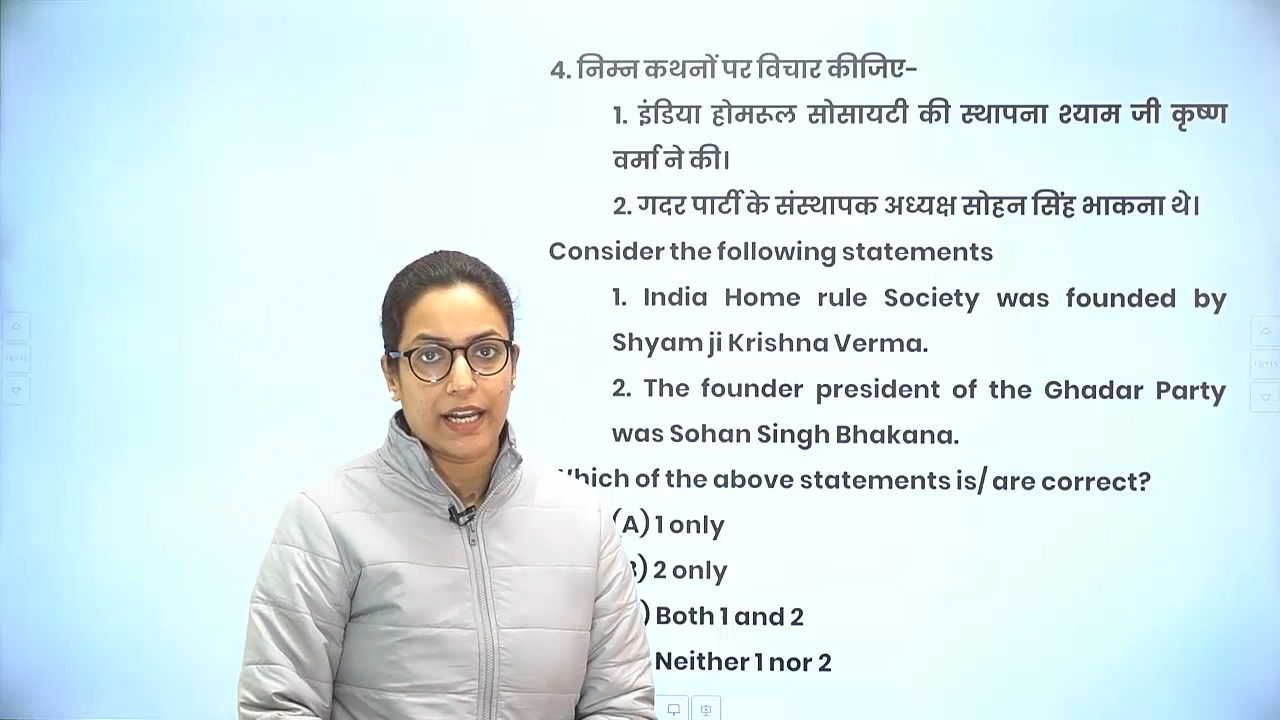 4. निम्न कथनों पर विचार कीजिए-
1. इंडिया होमरूल सोसायटी की स्थापना श्याम जी कृष्ण
वर्मा ने की।
2. गदर पार्टी के संस्थापक अध्यक्ष सोहन सिंह भाकना थे।
Consider the following statements
1. India Home rule Society was founded by
Shyam ji Krishna Verma.
2. The founder president of the Ghadar Party
was Sohan Singh Bhakana.
Which of the above statements is/ are correct?
(A) 1 only
) 2 only
) Both 1 and 2
Neither 1 nor 2